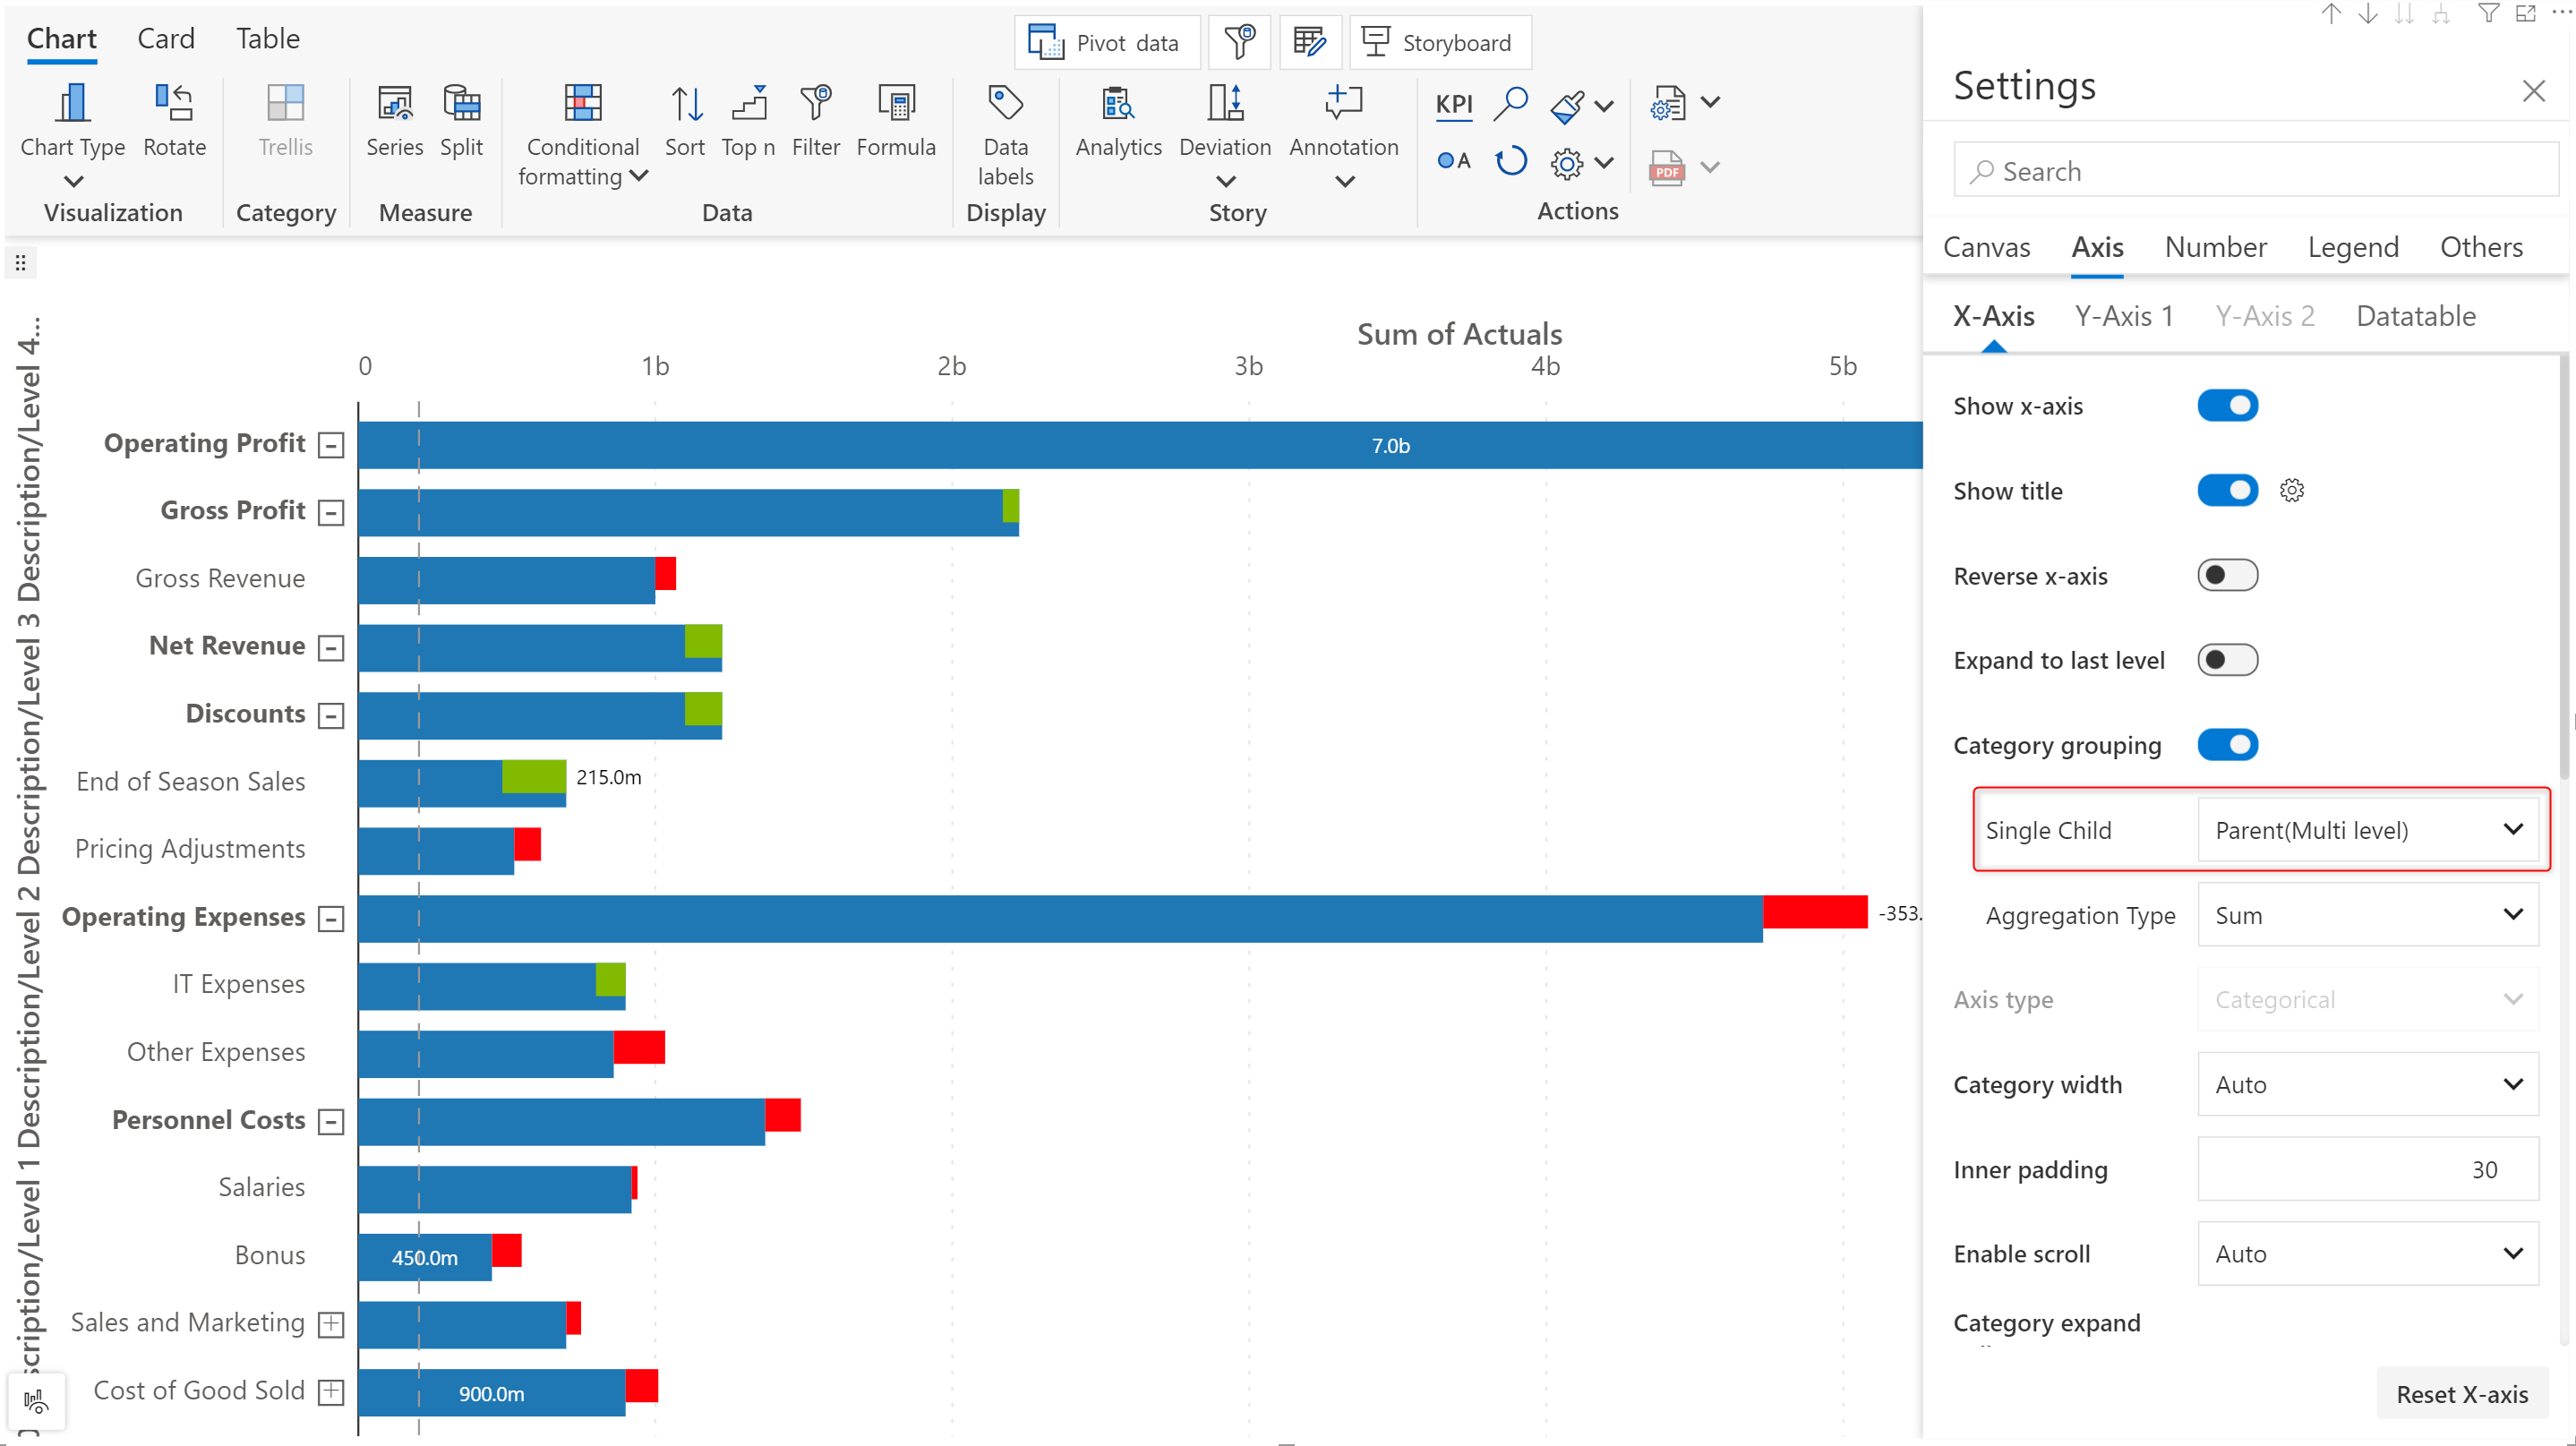 Chart Card Table
Pivot data
Storyboard
Chart Type
Rotate
Trellis
Series
Split
Conditional
formatting
Sort
Top n
Filter
Formula
Data
labels
Analytics
Deviation
Annotation
KPI
A
PDF
Visualization
Category
Measure
Data
Display
Story
Actions
Sum of Actuals
0 1b 2b 3b 4b 5b
Operating Profit
7.0b
Gross Profit
Gross Revenue
Net Revenue
Discounts
End of Season Sales
215.0m
Pricing Adjustments
Operating Expenses
-353.
IT Expenses
Other Expenses
Personnel Costs
Salaries
Bonus
450.0m
Sales and Marketing
Cost of Good Sold
900.0m
scription/Level 1 Description/Level 2 Description/Level 3 Description/Level 4...
Settings
Search
Canvas Axis Number Legend Others
X-Axis Y-Axis 1 Y-Axis 2 Datatable
Show x-axis
Show title
Reverse x-axis
Expand to last level
Category grouping
Single Child Parent(Multi level)
Aggregation Type Sum
Axis type Categorical
Category width Auto
Inner padding 30
Enable scroll Auto
Category expand
Reset X-axis